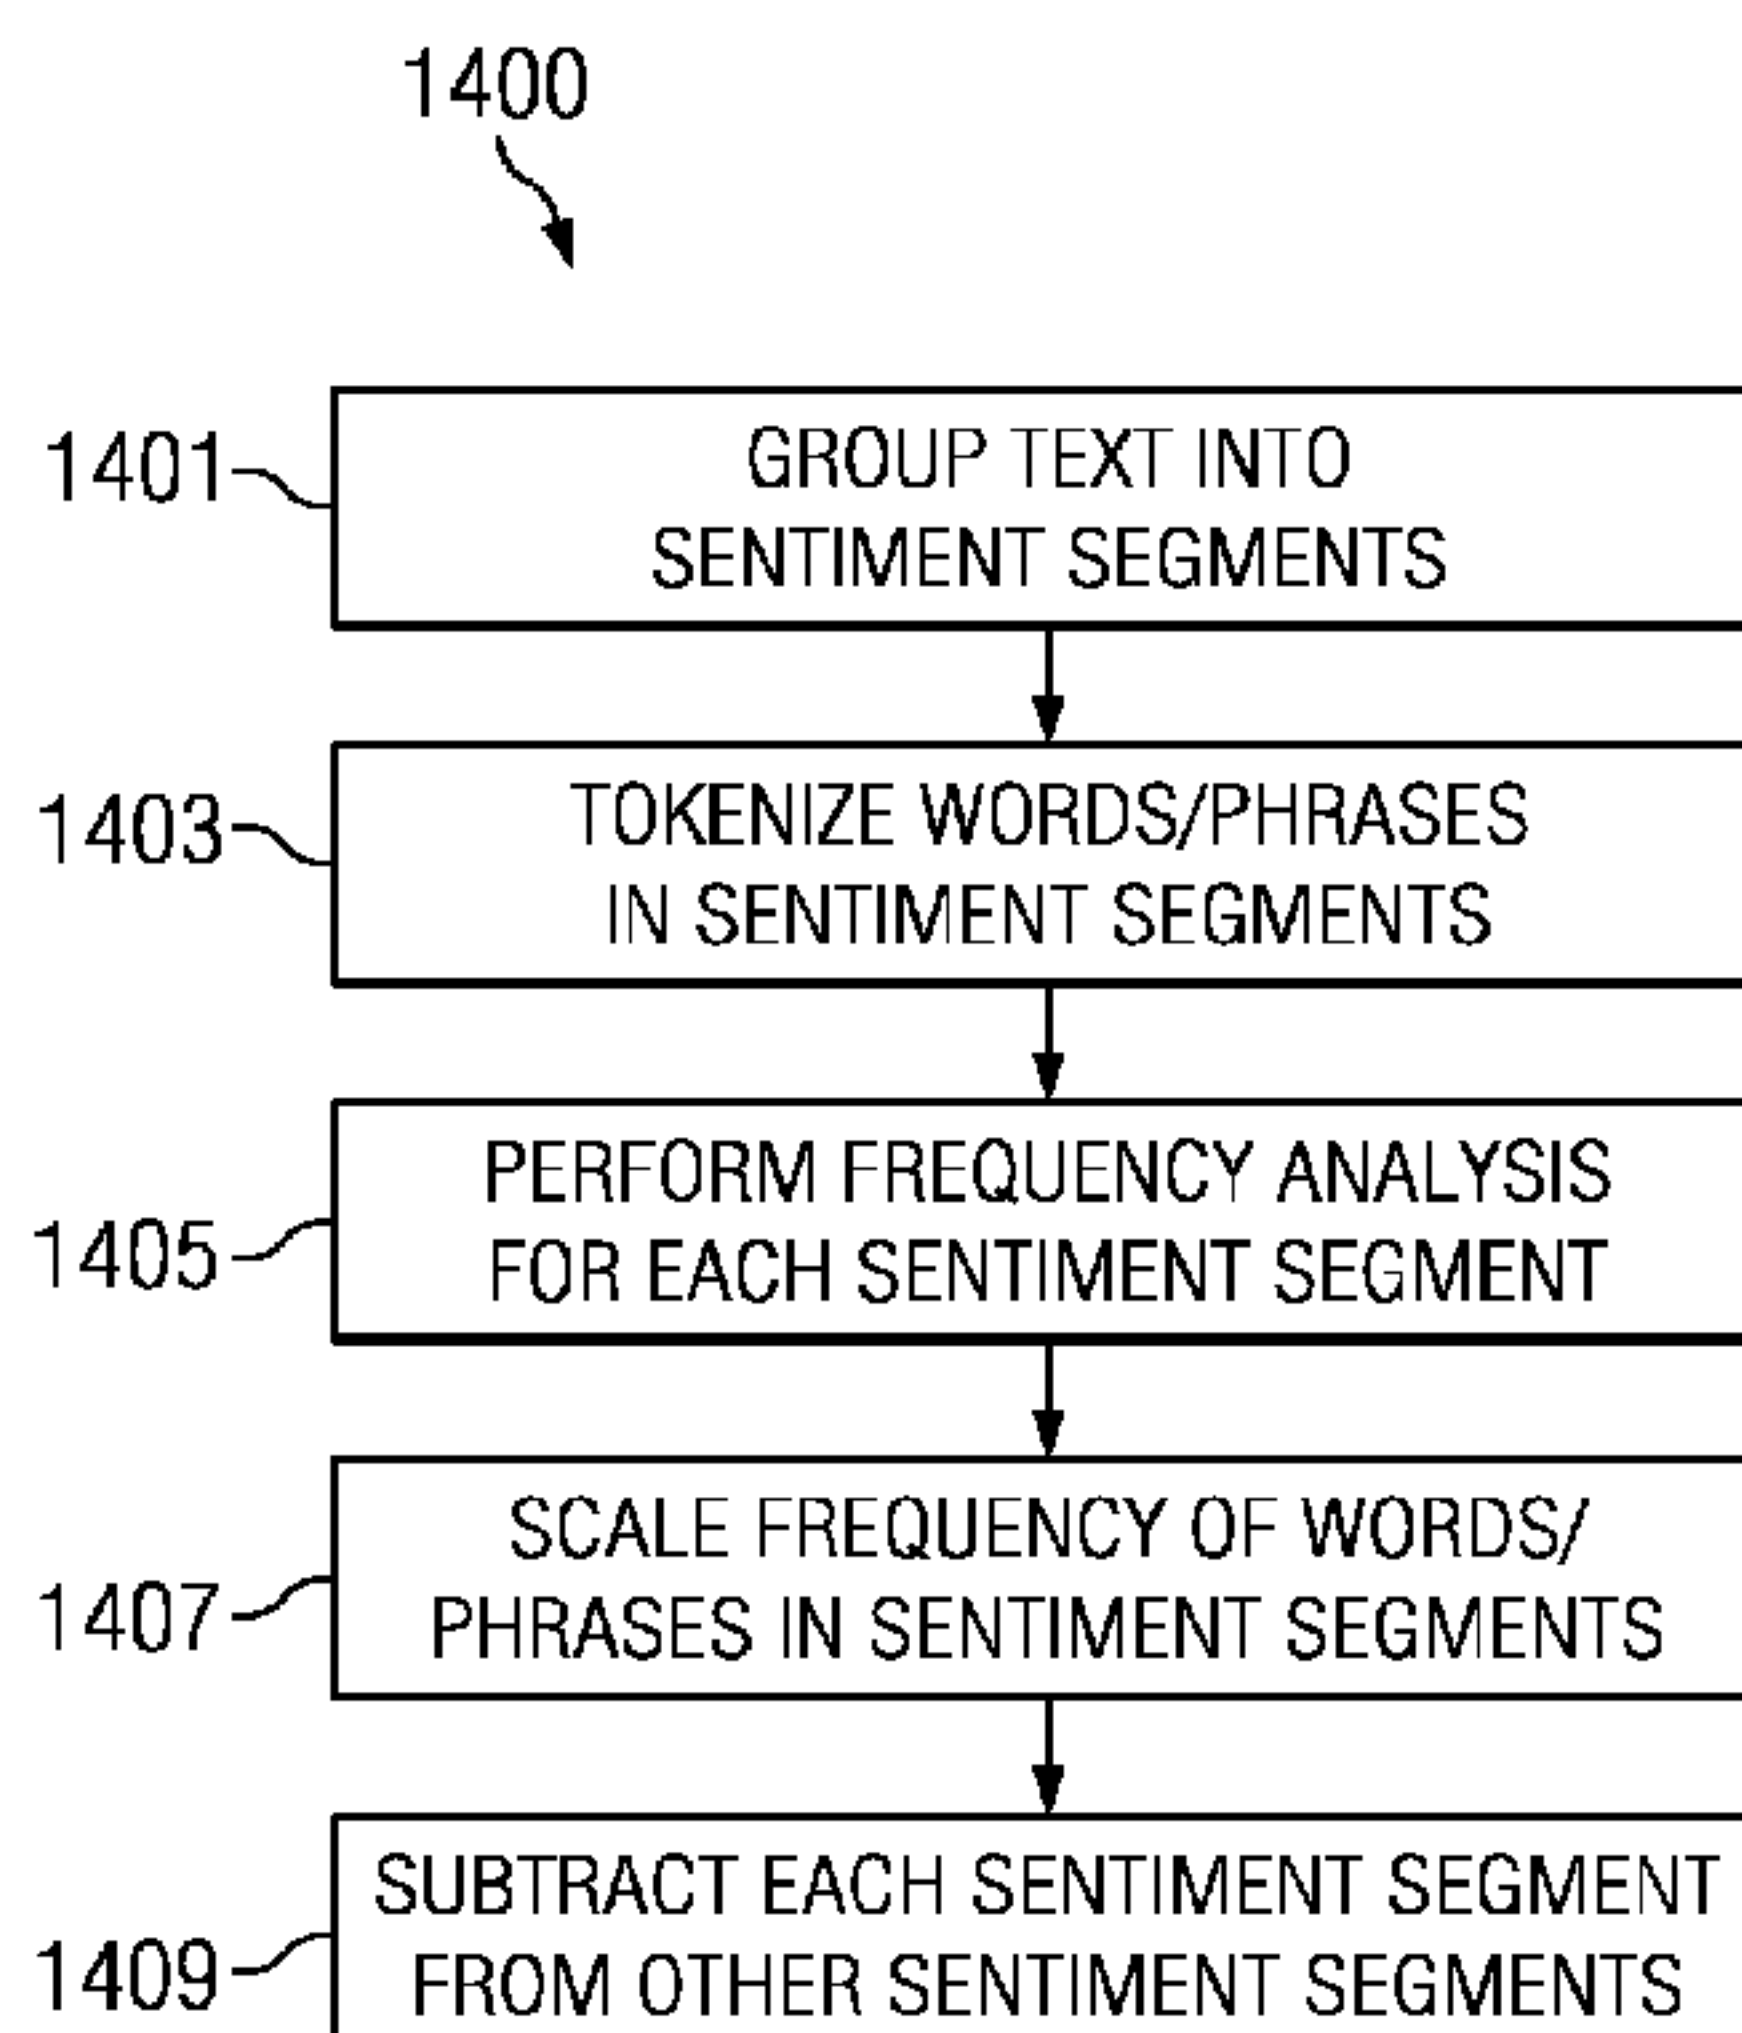 1400
1401
GROUP TEXT INTO
SENTIMENT SEGMENTS
1403
TOKENIZE WORDS/PHRASES
IN SENTIMENT SEGMENTS
1405
PERFORM FREQUENCY ANALYSIS
FOR EACH SENTIMENT SEGMENT
1407
SCALE FREQUENCY OF WORDS/
PHRASES IN SENTIMENT SEGMENTS
1409
SUBTRACT EACH SENTIMENT SEGMENT
FROM OTHER SENTIMENT SEGMENTS